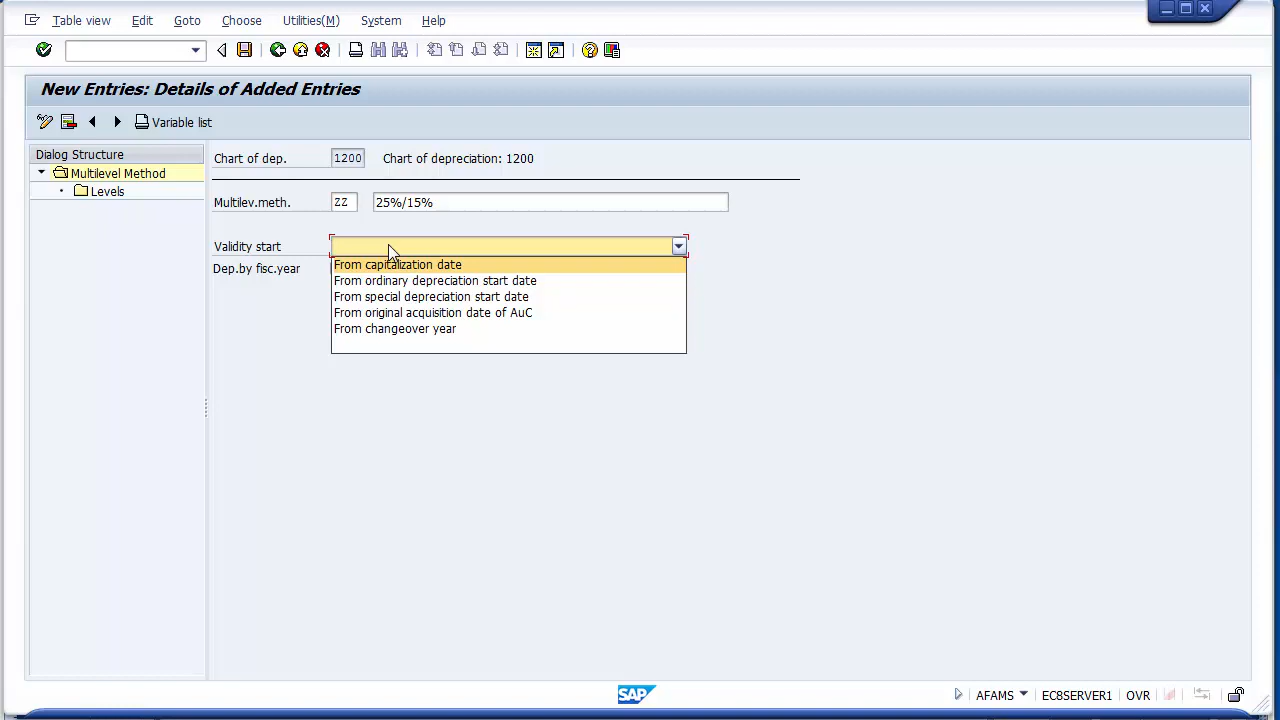 Table view Edit Goto Choose Utilities(M) System Help
New Entries: Details of Added Entries
Variable list
Dialog Structure
Multilevel Method
Levels
Chart of dep. 1200 Chart of depreciation: 1200
Multilev.meth. ZZ 25%/15%
Validity start
Dep.by fisc.year
From capitalization date
From ordinary depreciation start date
From special depreciation start date
From original acquisition date of AuC
From changeover year
SAP
AFAMS EC8SERVER1 OVR